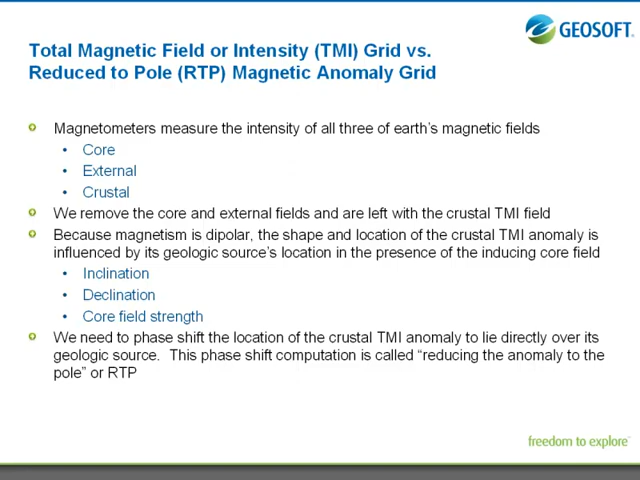 GEOSOFT
Total Magnetic Field or Intensity (TMI) Grid vs.
Reduced to Pole (RTP) Magnetic Anomaly Grid
Magnetometers measure the intensity of all three of earth's magnetic fields
• Core
• External
• Crustal
We remove the core and external fields and are left with the crustal TMI field
Because magnetism is dipolar, the shape and location of the crustal TMI anomaly is
influenced by its geologic source's location in the presence of the inducing core field
• Inclination
• Declination
• Core field strength
We need to phase shift the location of the crustal TMI anomaly to lie directly over its
geologic source.  This phase shift computation is called “reducing the anomaly to the
pole” or RTP
freedom to explore